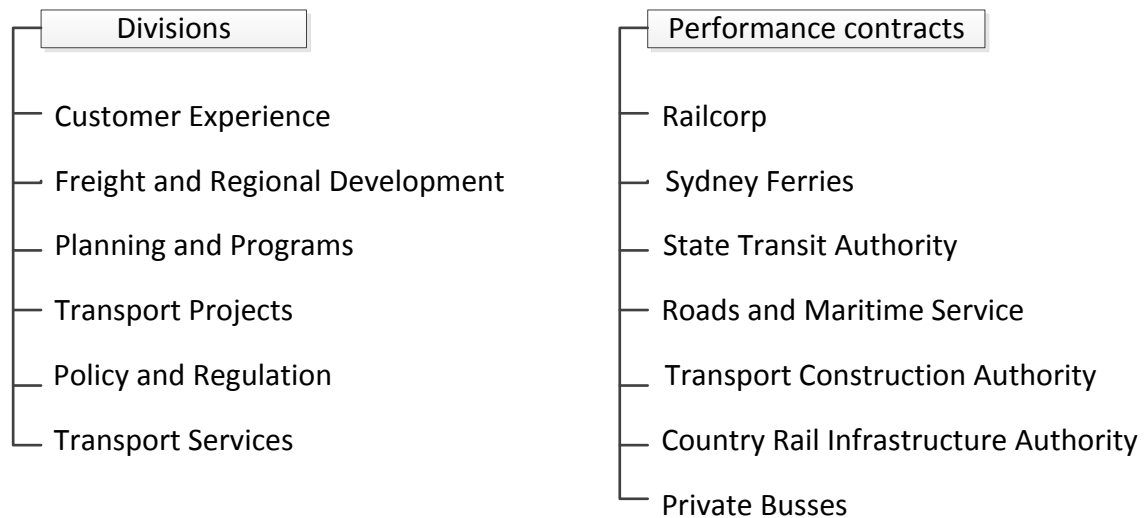 Divisions
Customer Experience
Freight and Regional Development
Planning and Programs
Transport Projects
Policy and Regulation
Transport Services
Performance contracts
Railcorp
Sydney Ferries
State Transit Authority
Roads and Maritime Service
Transport Construction Authority
Country Rail Infrastructure Authority
Private Busses